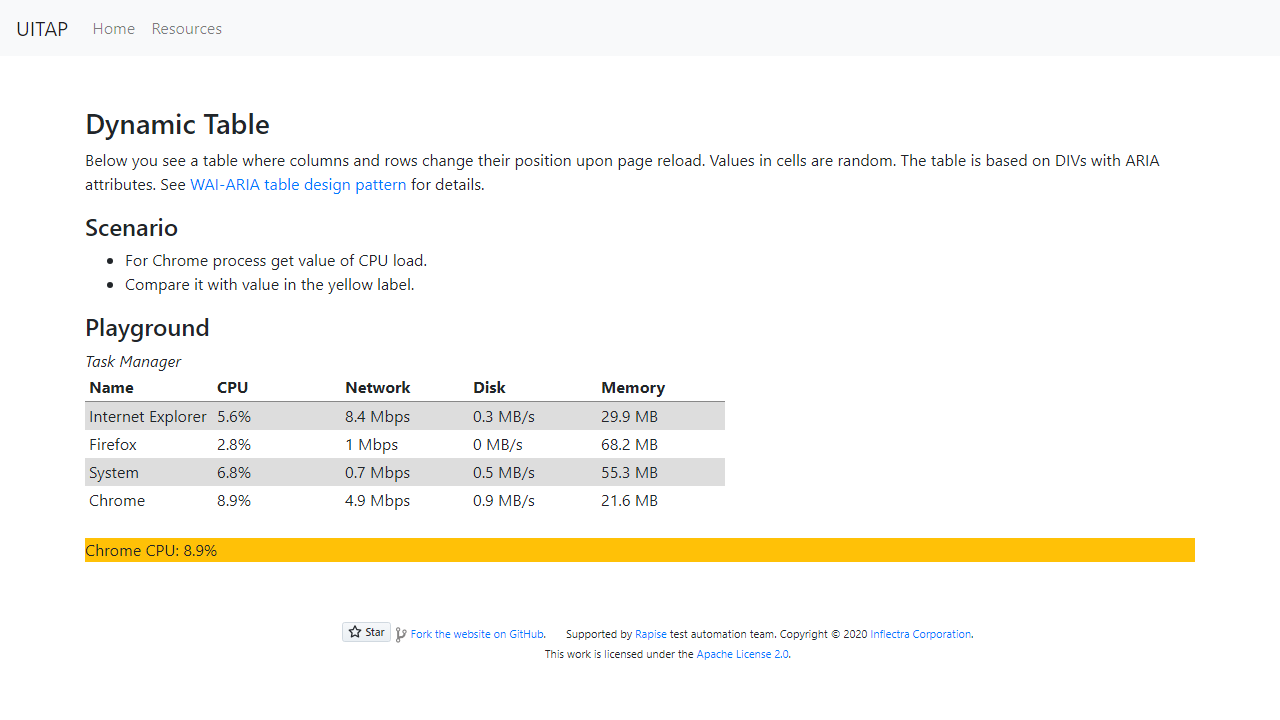 UITAP Home Resources
Dynamic Table
Below you see a table where columns and rows change their position upon page reload. Values in cells are random. The table is based on DIVs with ARIA
attributes. See WAI-ARIA table design pattern for details.
Scenario
For Chrome process get value of CPU load.
Compare it with value in the yellow label.
Playground
Task Manager
Name CPU Network Disk Memory
Internet Explorer 5.6% 8.4 Mbps 0.3 MB/s 29.9 MB
Firefox 2.8% 1 Mbps 0 MB/s 68.2 MB
System 6.8% 0.7 Mbps 0.5 MB/s 55.3 MB
Chrome 8.9% 4.9 Mbps 0.9 MB/s 21.6 MB
Chrome CPU: 8.9%
Star Fork the website on GitHub. Supported by Rapise test automation team. Copyright © 2020 Inflectra Corporation.
This work is licensed under the Apache License 2.0.